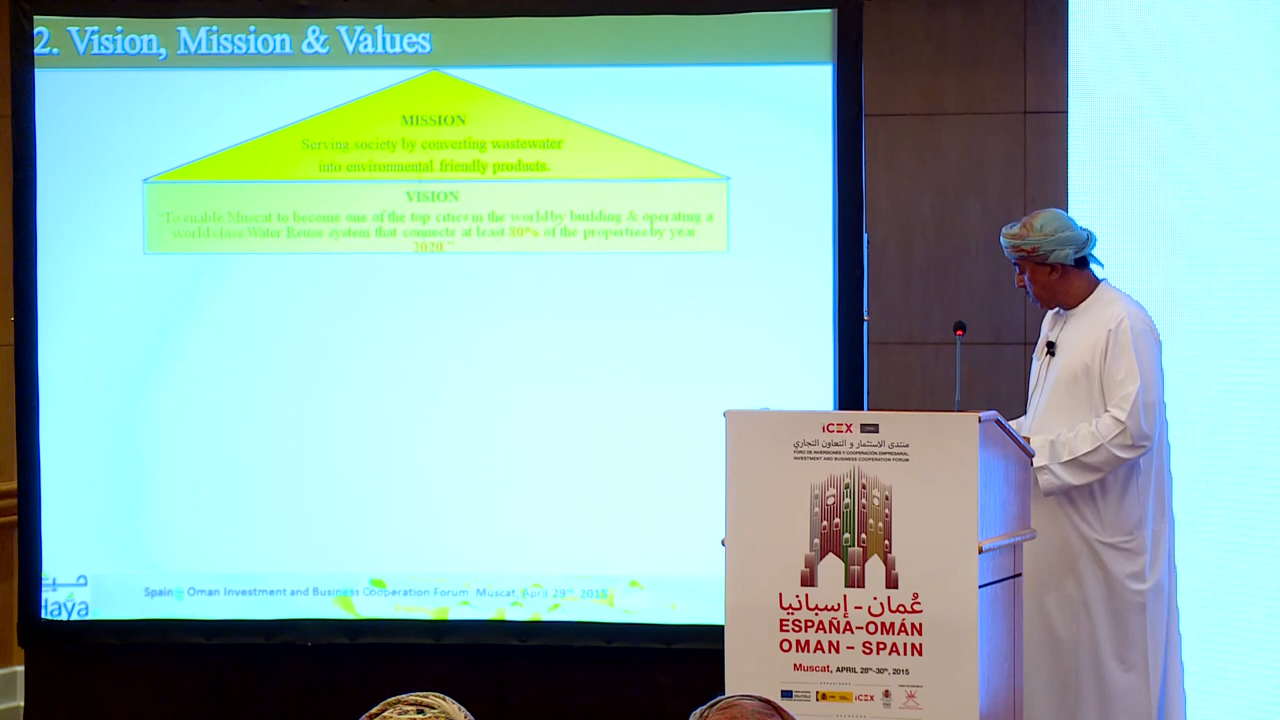 2. Vision, Mission & Values
MISSION
Serving society by converting wastewater
into environmental friendly products.
VISION
"To enable Muscat to become one of the top cities in the world by building & operating a
world class Water Reuse system that connects at least 80% of the properties by year
2020."
Haya
Spain - Oman Investment and Business Cooperation Forum Muscat, April 29th 2015
icex
منتدى الاستثمار و التعاون التجاري
FORO DE INVERSIONES Y COOPERACIÓN EMPRESARIAL
INVESTMENT AND BUSINESS COOPERATION FORUM
عُمان - إسبانيا
ESPAÑA-OMÁN
OMAN - SPAIN
Muscat, APRIL 28th-30th, 2015
icex